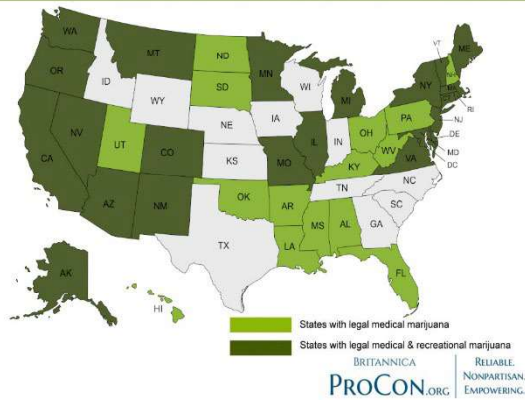 WA
MT
ND
MN
VT
ME
OR
ID
SD
WI
MI
NY
WY
RI
NV
NE
IA
PA
NJ
UT
CO
IL
IN
OH
WV
DE
CA
KS
MO
KY
VA
MD
DC
AZ
NM
OK
AR
TN
NC
SC
TX
LA
MS
AL
GA
AK
FL
HI
States with legal medical marijuana
States with legal medical & recreational marijuana
BRITANNICA
PROCON.ORG
RELIABLE.
NONPARTISAN.
EMPOWERING.